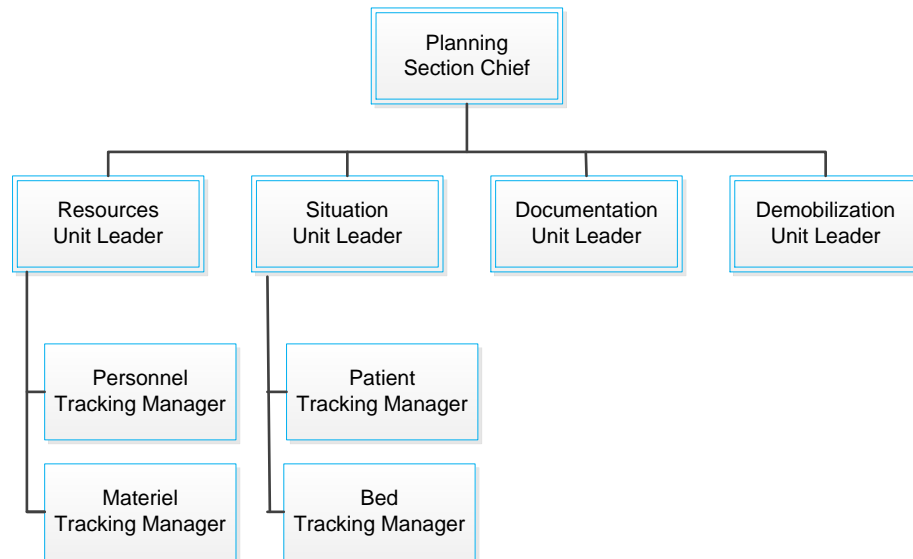 Planning
Section Chief
Resources
Unit Leader
Situation
Unit Leader
Documentation
Unit Leader
Demobilization
Unit Leader
Personnel
Tracking Manager
Patient
Tracking Manager
Materiel
Tracking Manager
Bed
Tracking Manager